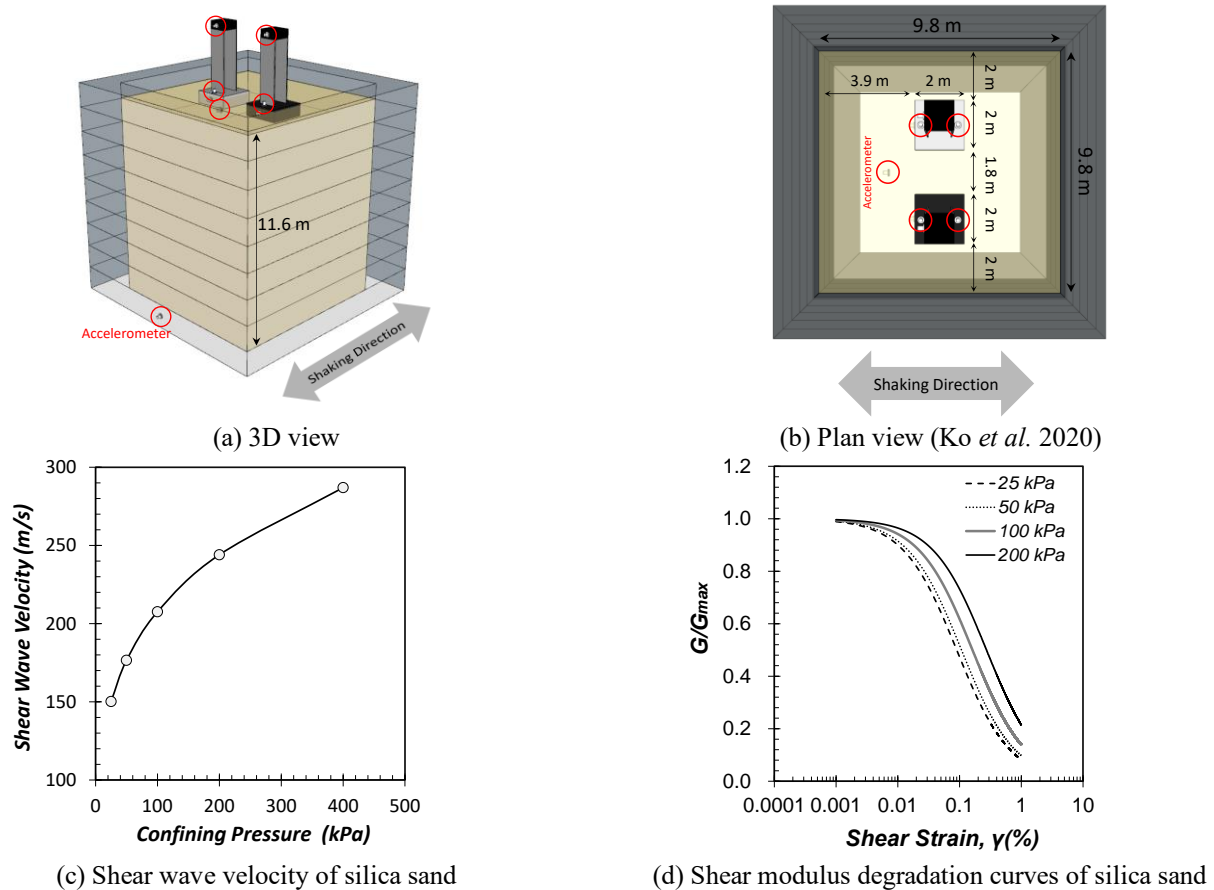 11.6 m
Accelerometer
Shaking Direction
(a) 3D view
9.8 m
3.9 m
2 m
2 m
2 m
1.8 m
2 m
2 m
9.8 m
Accelerometer
Shaking Direction
(b) Plan view (Ko et al. 2020)
Shear Wave Velocity (m/s)
300
250
200
150
100
0 100 200 300 400 500
Confining Pressure (kPa)
(c) Shear wave velocity of silica sand
G/Gmax
1.2
1.0
0.8
0.6
0.4
0.2
0.0
0.0001 0.001 0.01 0.1 1 10
Shear Strain, γ(%)
25 kPa
50 kPa
100 kPa
200 kPa
(d) Shear modulus degradation curves of silica sand